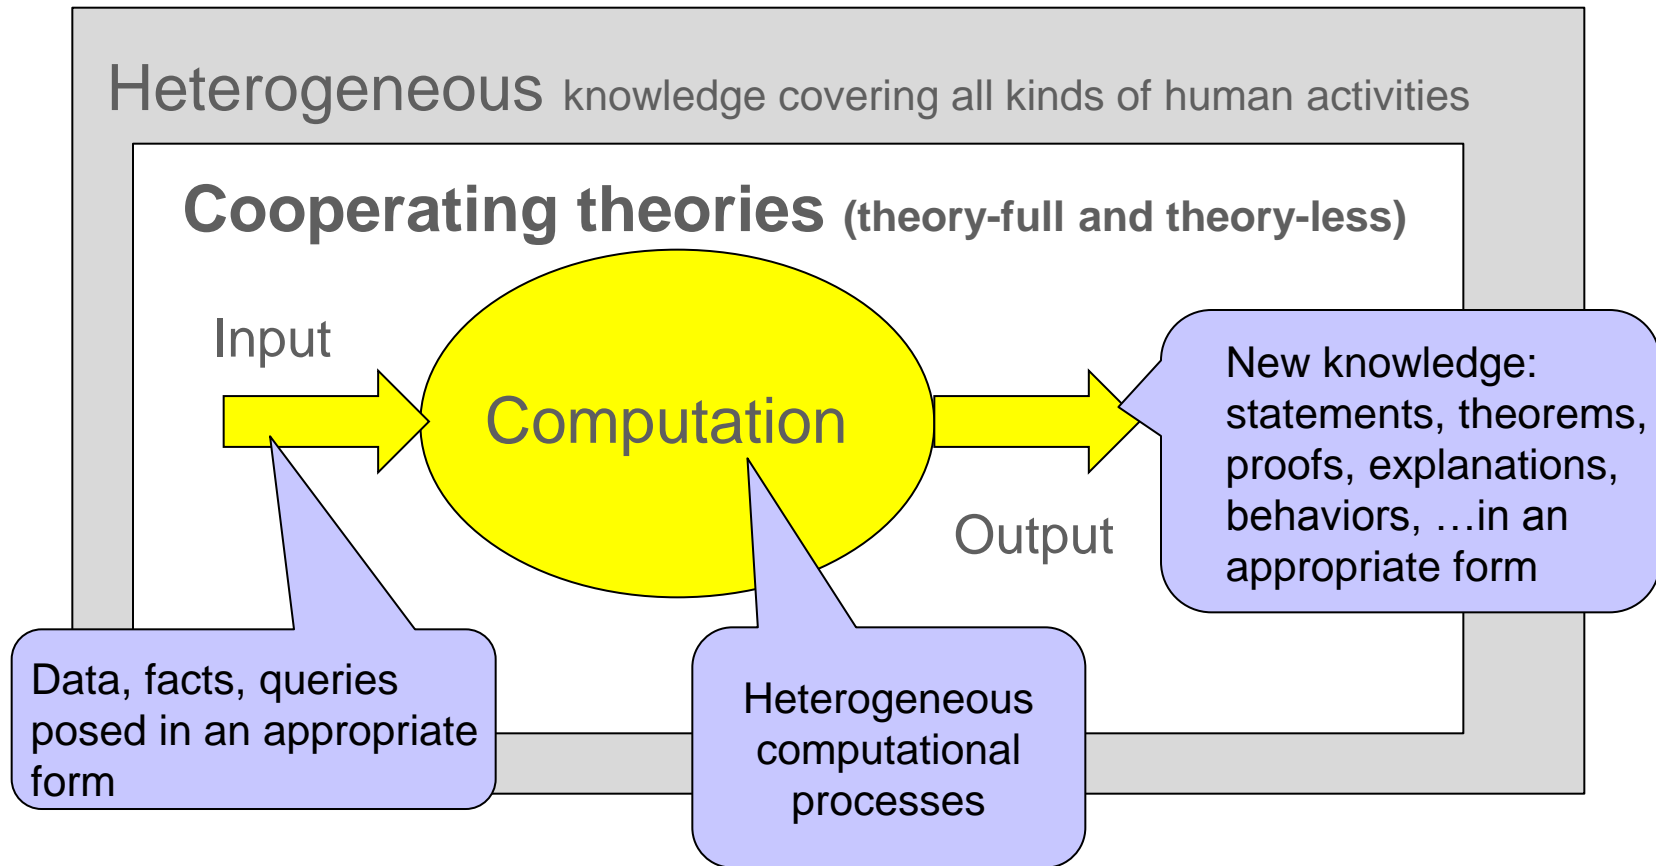 Heterogeneous knowledge covering all kinds of human activities
Cooperating theories (theory-full and theory-less)
Input
Computation
Output
New knowledge:
statements, theorems,
proofs, explanations,
behaviors, …in an
appropriate form
Data, facts, queries
posed in an appropriate
form
Heterogeneous
computational
processes